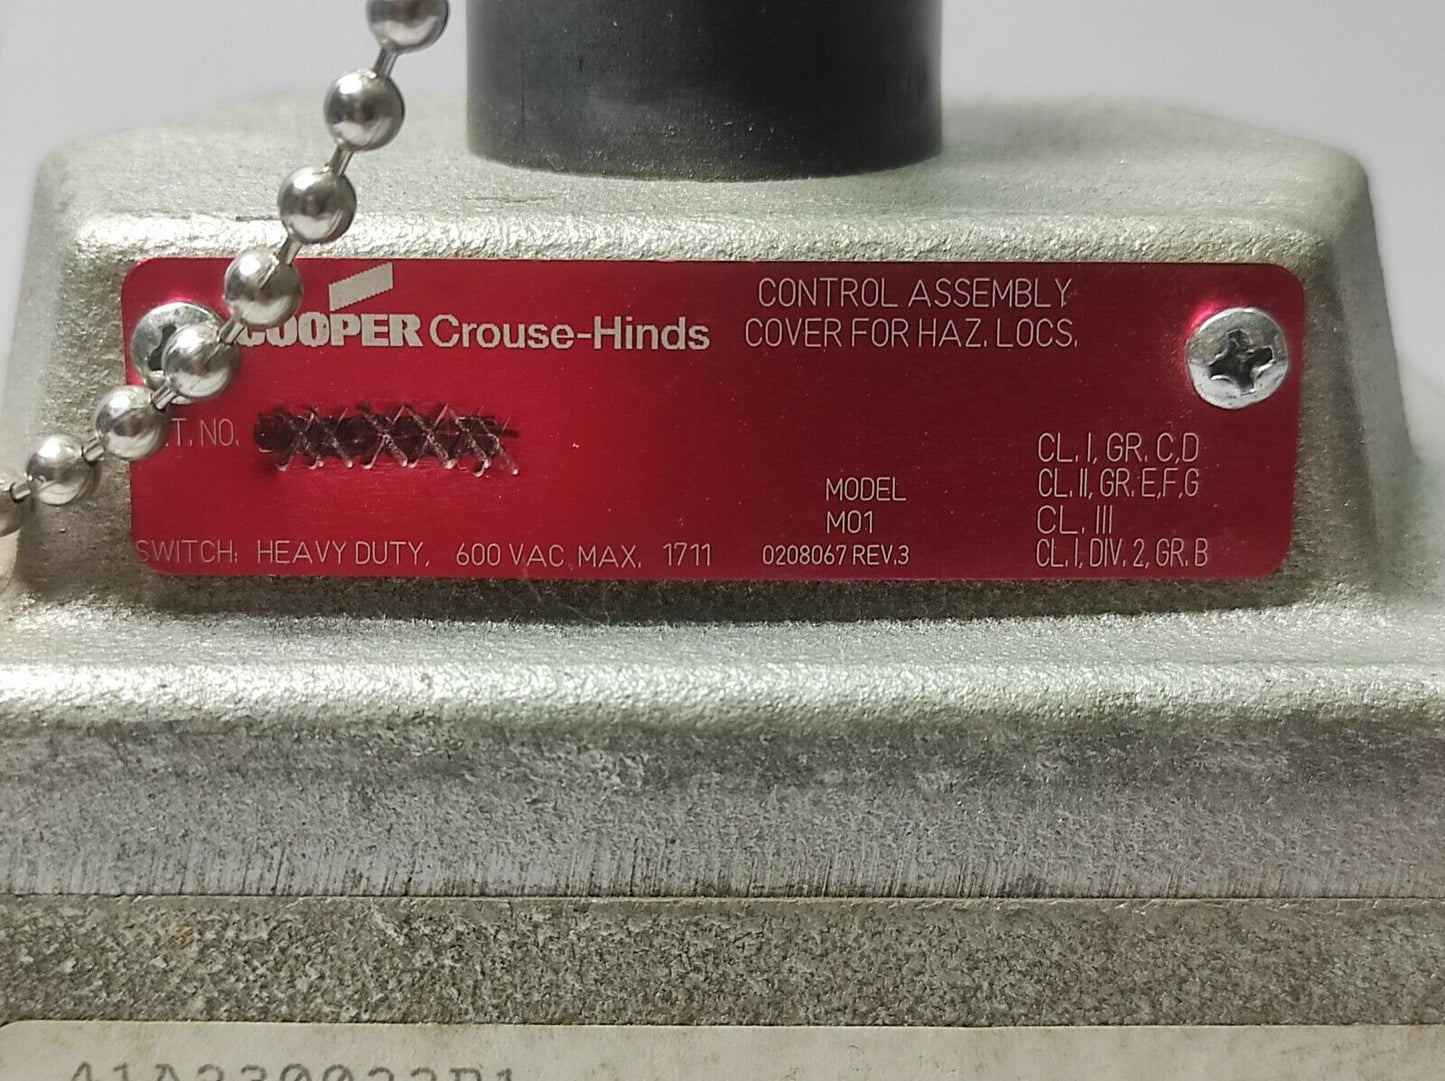 COOPER Crouse-Hinds
CONTROL ASSEMBLY
COVER FOR HAZ. LOCS.
.T. NO.
MODEL
M01
0208067 REV.3
CL. I, GR. C,D
CL. II, GR. E,F,G
CL. III
CL. I, DIV. 2, GR. B
SWITCH: HEAVY DUTY, 600 VAC MAX. 1711